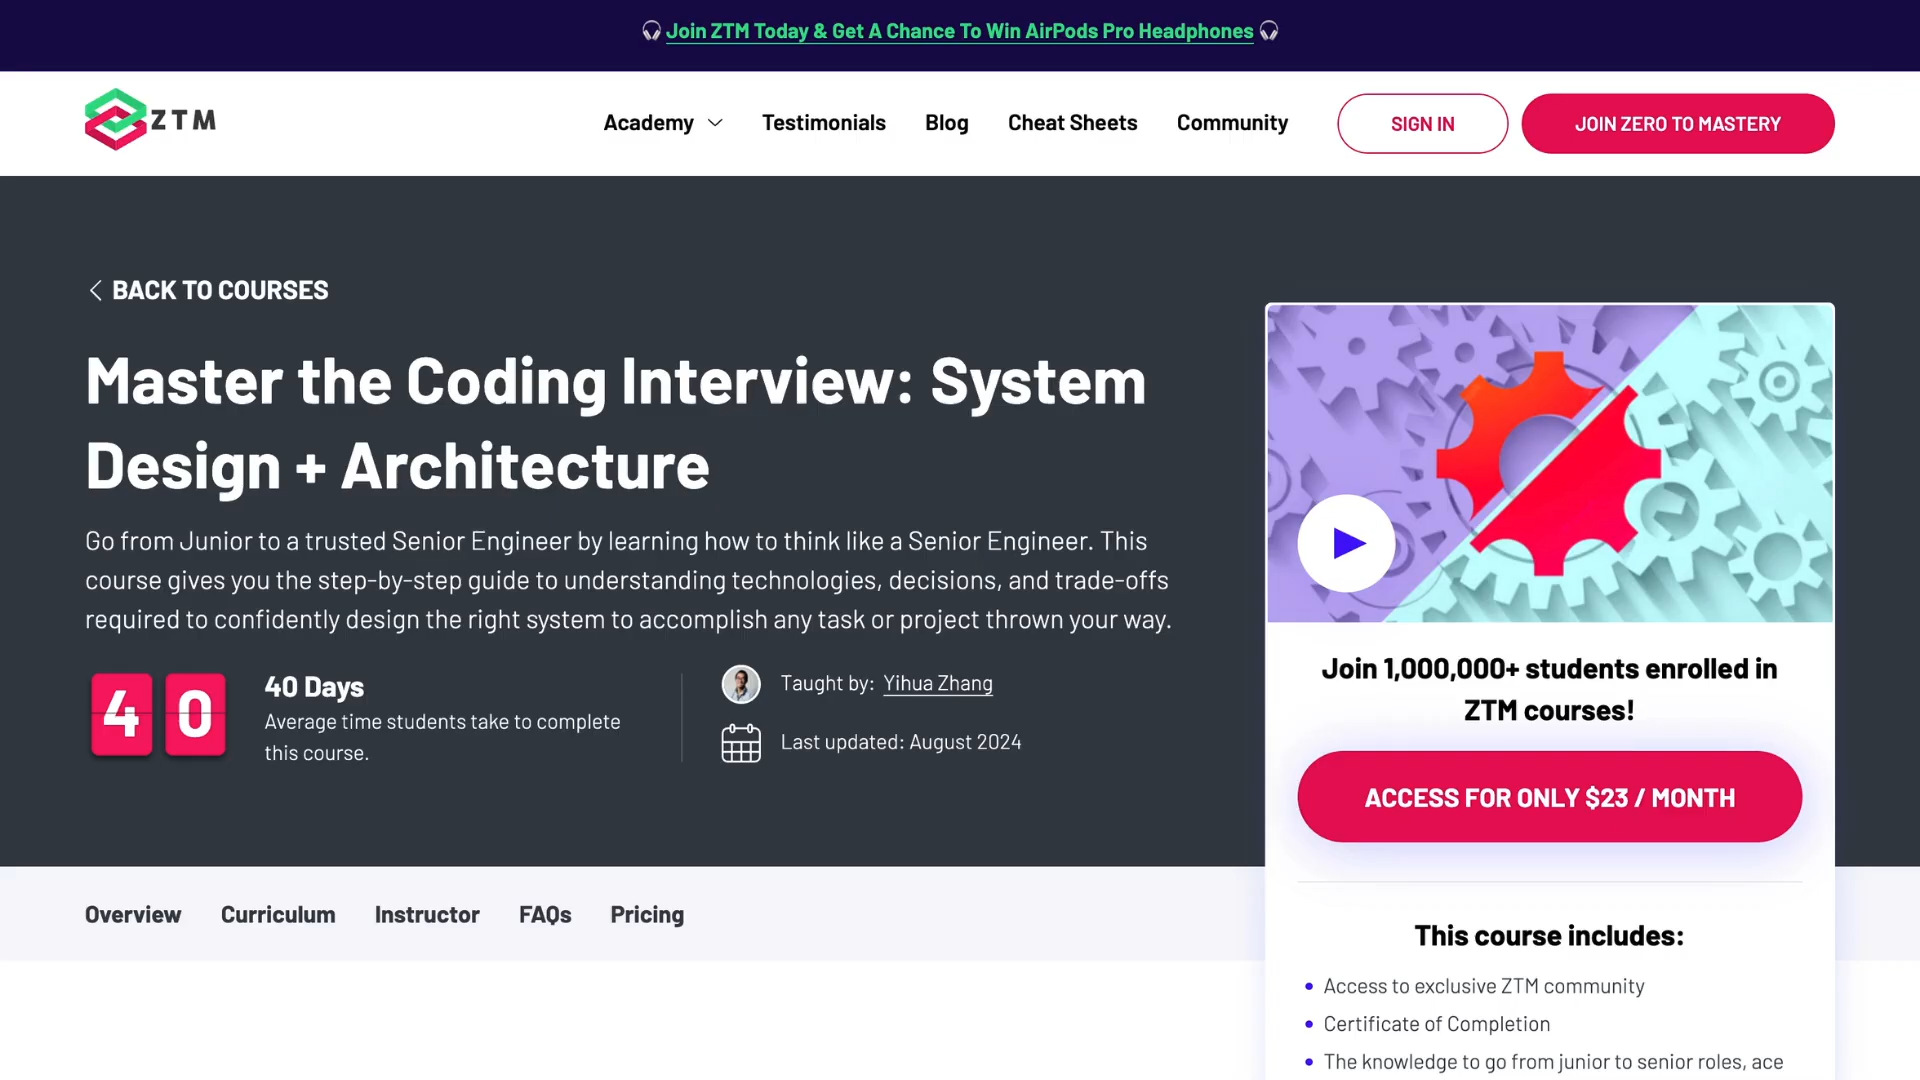 Join ZTM Today & Get A Chance To Win AirPods Pro Headphones
ZTM
Academy
Testimonials
Blog
Cheat Sheets
Community
SIGN IN
JOIN ZERO TO MASTERY
BACK TO COURSES
Master the Coding Interview: System
Design + Architecture
Go from Junior to a trusted Senior Engineer by learning how to think like a Senior Engineer. This
course gives you the step-by-step guide to understanding technologies, decisions, and trade-offs
required to confidently design the right system to accomplish any task or project thrown your way.
40
40 Days
Average time students take to complete
this course.
Taught by: Yihua Zhang
Last updated: August 2024
Join 1,000,000+ students enrolled in
ZTM courses!
ACCESS FOR ONLY $23 / MONTH
Overview
Curriculum
Instructor
FAQs
Pricing
This course includes:
Access to exclusive ZTM community
Certificate of Completion
The knowledge to go from junior to senior roles, ace